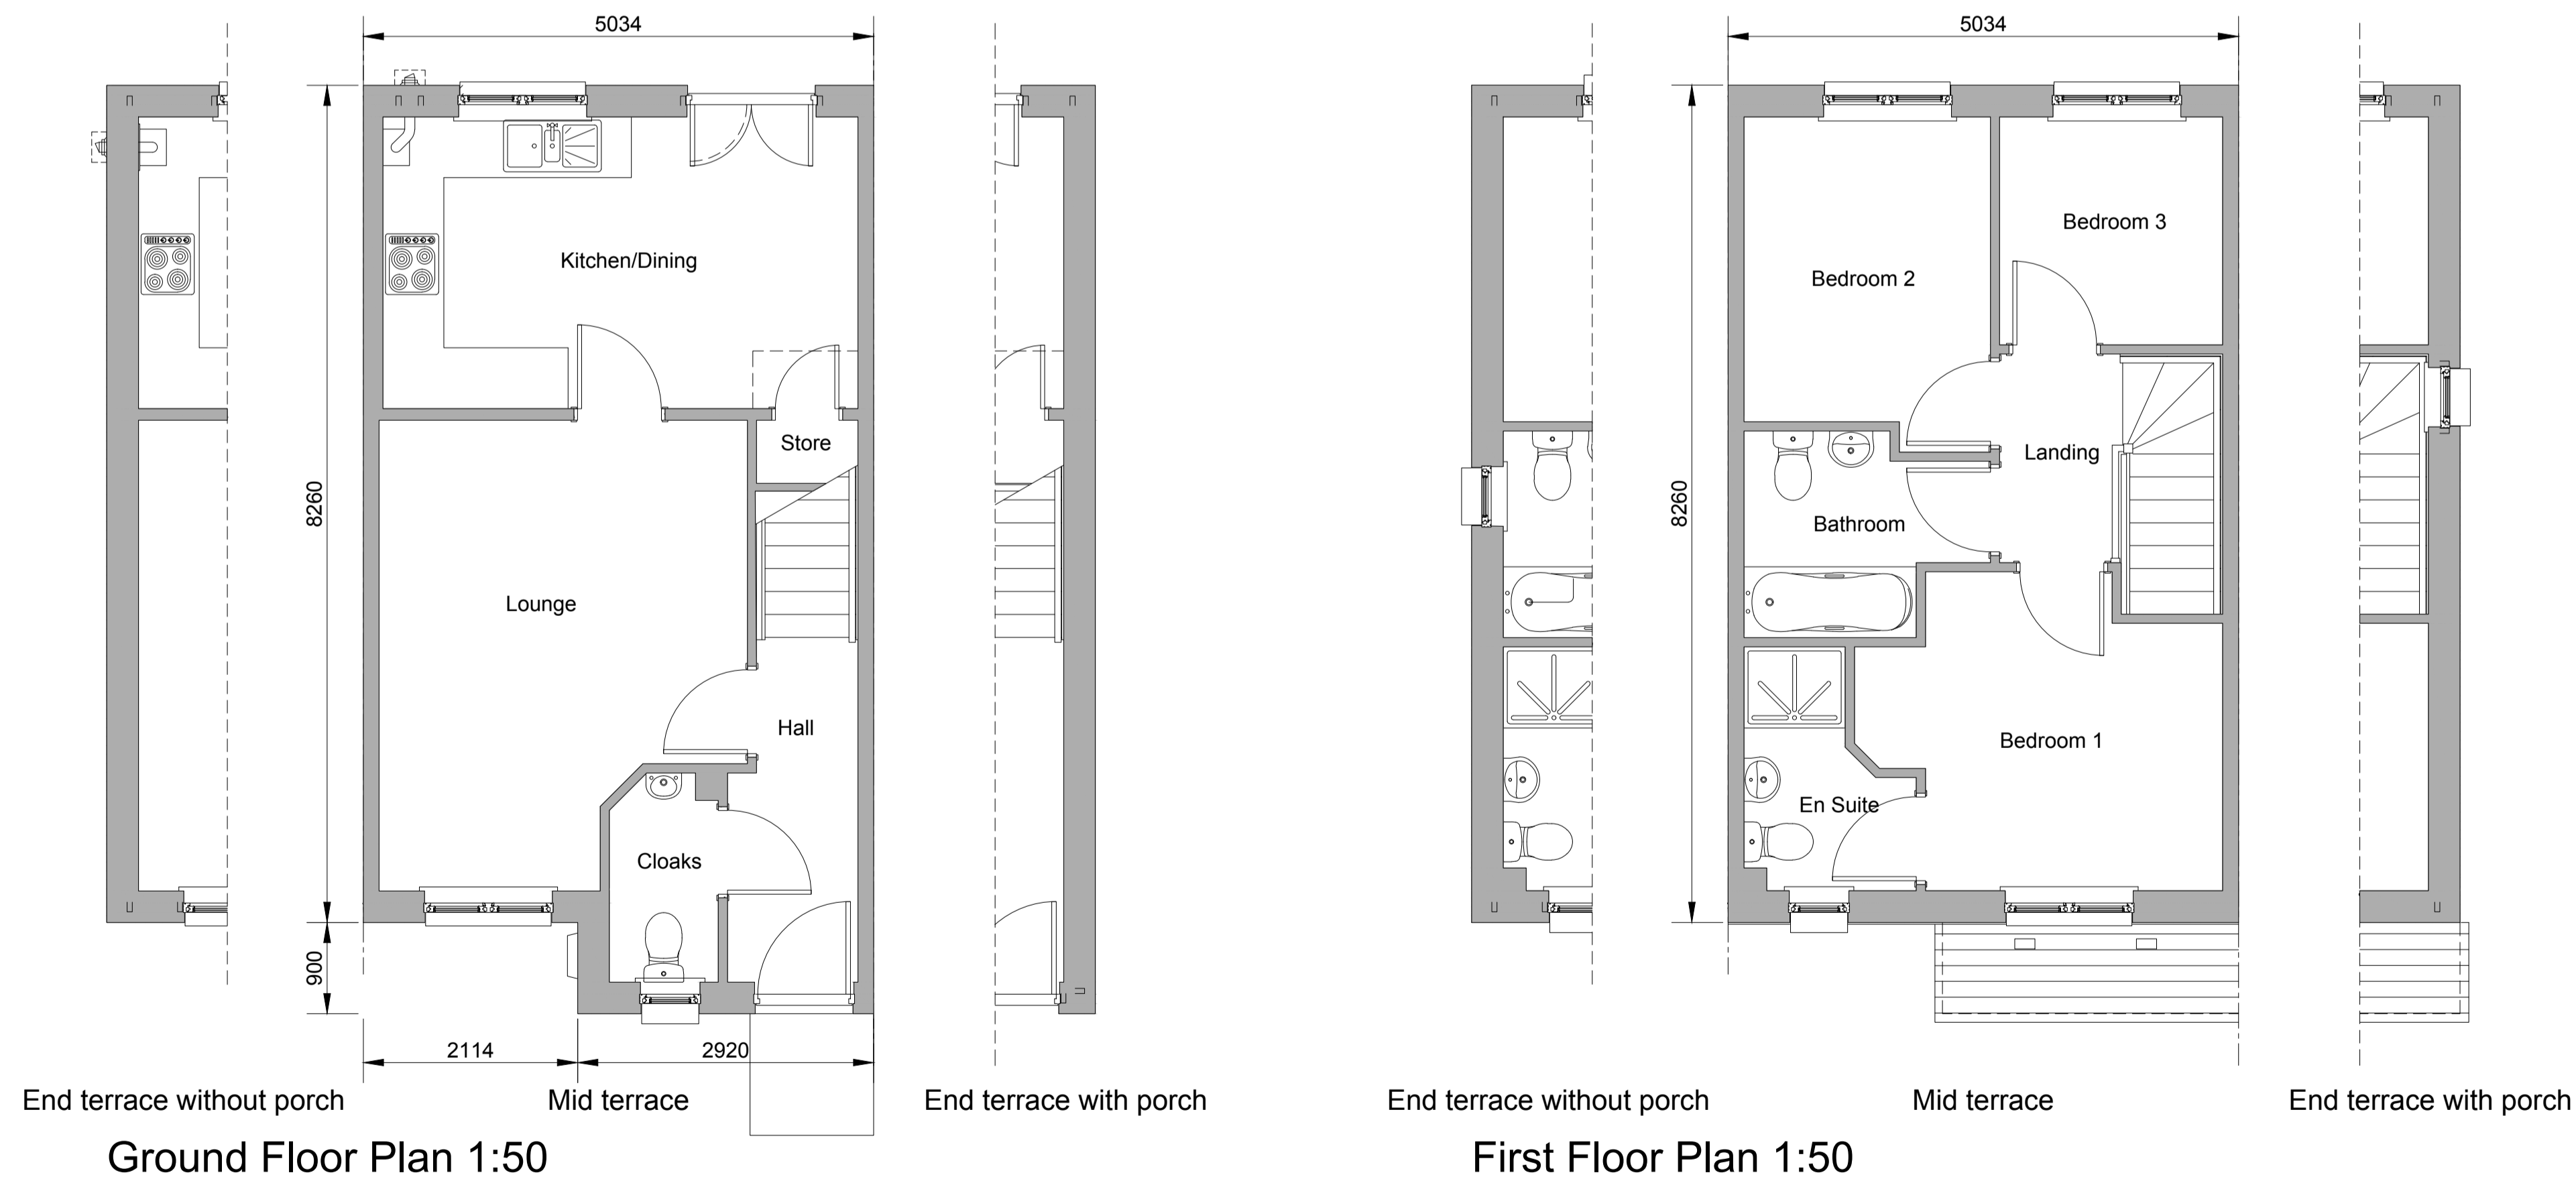 5034
8260
Kitchen/Dining
Store
Lounge
Hall
Cloaks
900
2114
2920
End terrace without porch
Mid terrace
End terrace with porch
Ground Floor Plan 1:50
5034
8260
Bedroom 3
Bedroom 2
Landing
Bathroom
Bedroom 1
En Suite
End terrace without porch
Mid terrace
End terrace with porch
First Floor Plan 1:50